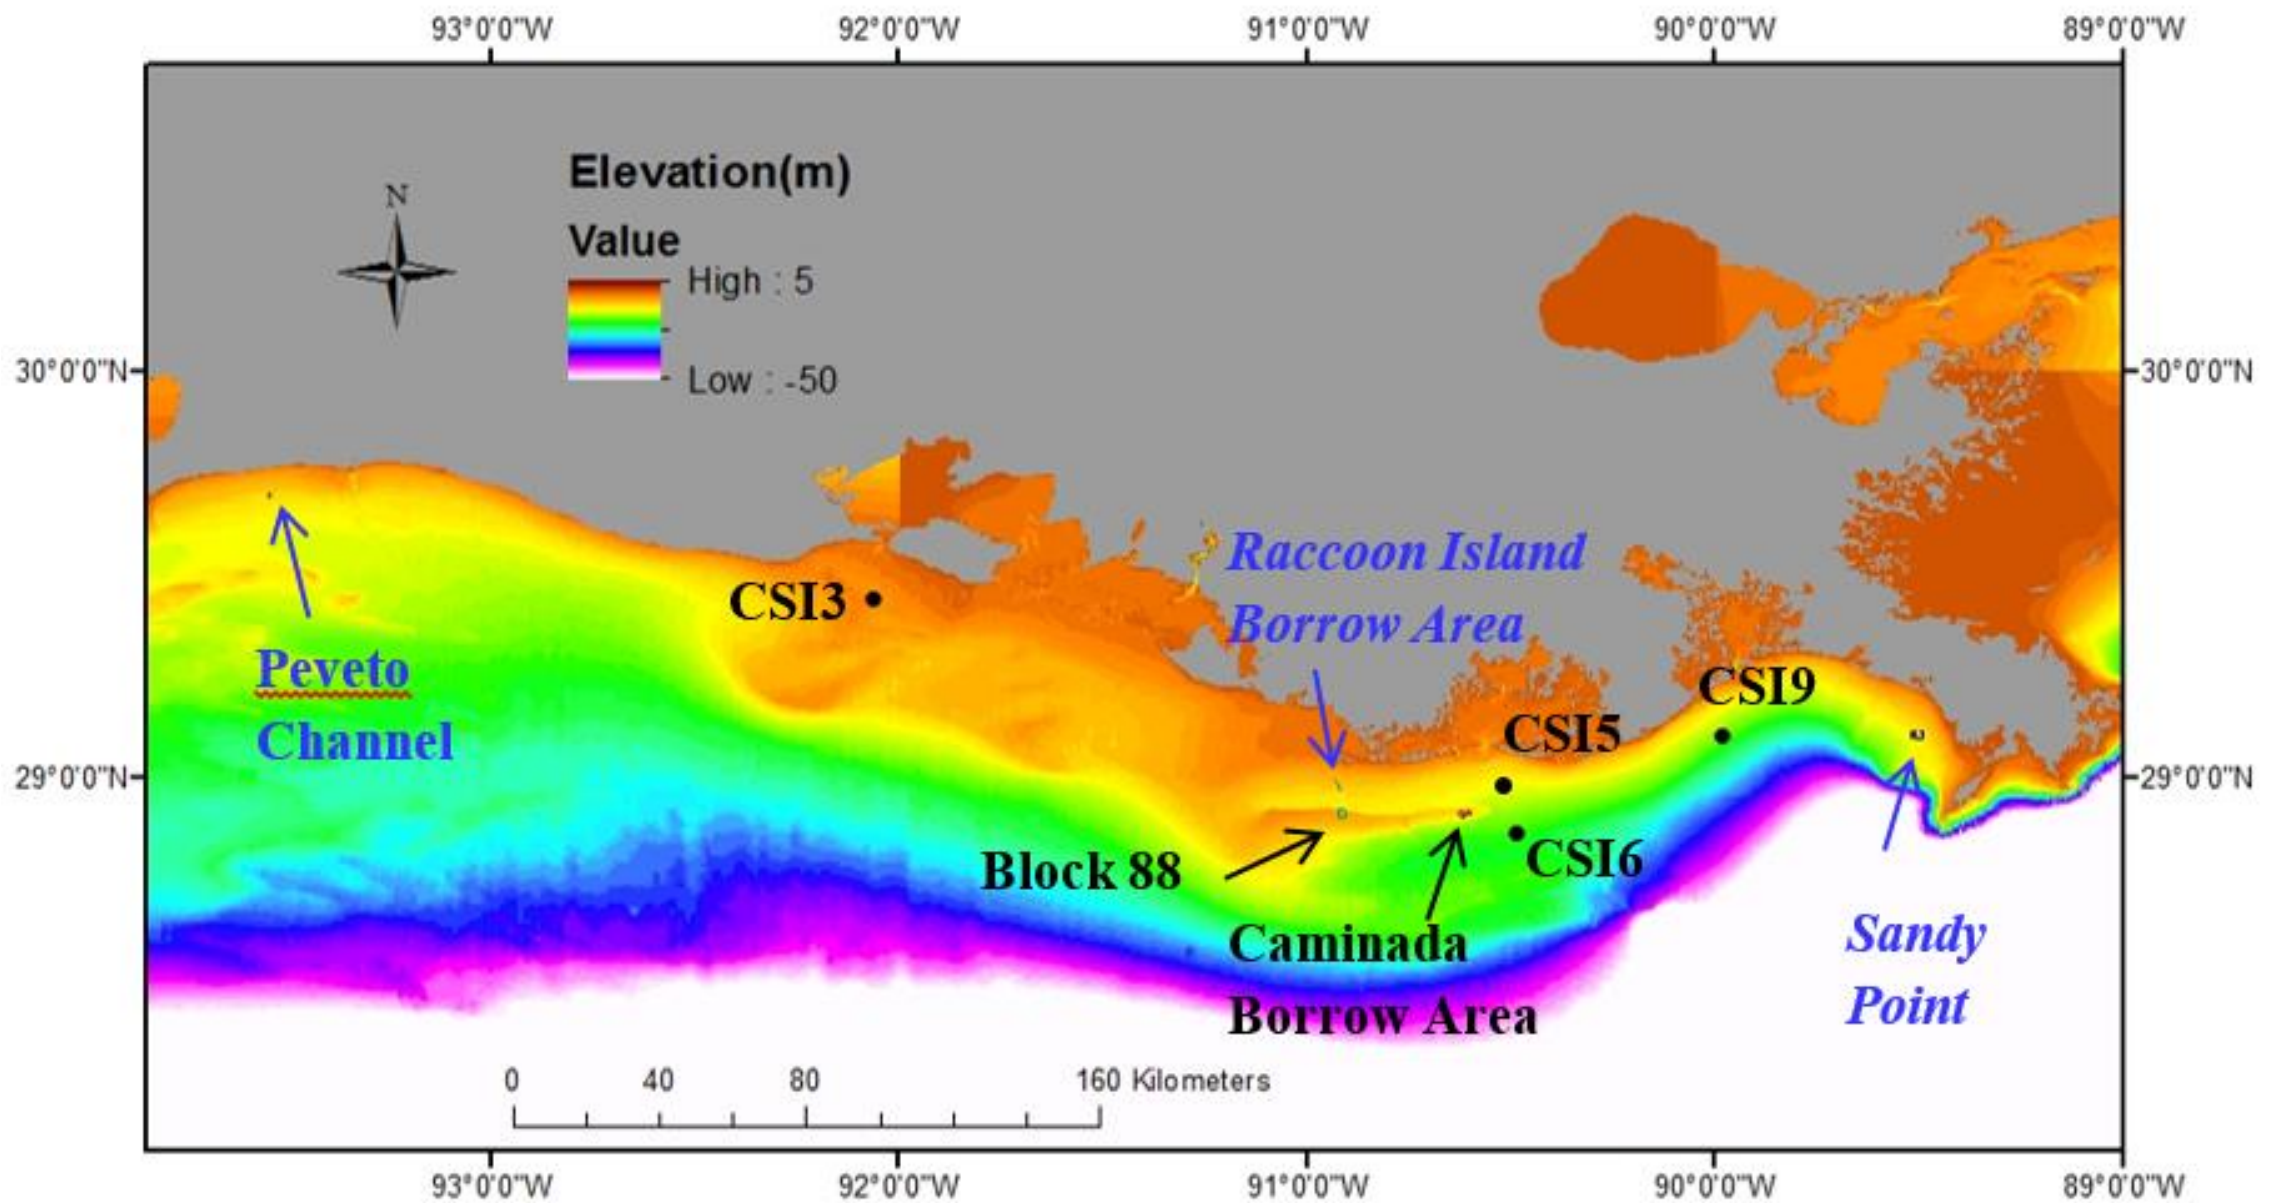 93°0'0"W 92°0'0"W 91°0'0"W 90°0'0"W 89°0'0"W
Elevation(m)
N
Value
High : 5
Low : -50
30°0'0"N 30°0'0"N
Raccoon Island
Borrow Area
CSI3
Peveto
Channel
CSI9
CSI5
29°0'0"N 29°0'0"N
Block 88
CSI6
Caminada
Borrow Area
Sandy
Point
0 40 80 160 Kilometers
93°0'0"W 92°0'0"W 91°0'0"W 90°0'0"W 89°0'0"W